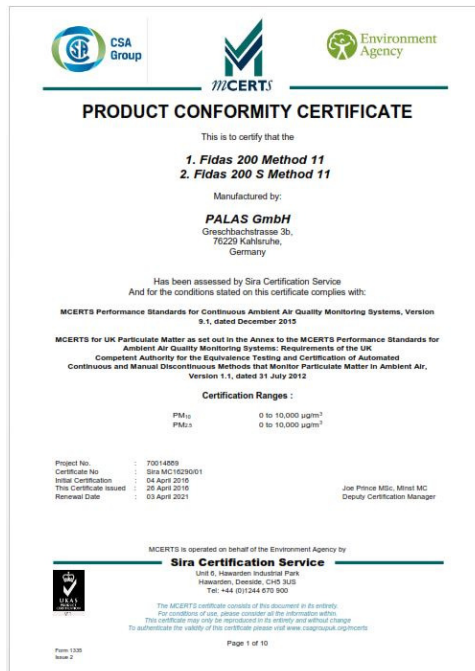 CSA
Group
mCERTs
Environment
Agency
PRODUCT CONFORMITY CERTIFICATE
This is to certify that the
1. Fidas 200 Method 11
2. Fidas 200 S Method 11
Manufactured by:
PALAS GmbH
Greschbachstrasse 3b,
76229 Kahlsruhe,
Germany
Has been assessed by Sira Certification Service
And for the conditions stated on this certificate complies with:
MCERTS Performance Standards for Continuous Ambient Air Quality Monitoring Systems, Version
9.1, dated December 2015
MCERTS for UK Particulate Matter as set out in the Annex to the MCERTS Performance Standards for
Ambient Air Quality Monitoring Systems: Requirements of the UK
Competent Authority for the Equivalence Testing and Certification of Automated
Continuous and Manual Discontinuous Methods that Monitor Particulate Matter in Ambient Air,
Version 1.1, dated 31 July 2012
Certification Ranges :
PM₁₀ 0 to 10,000 µg/m³
PM₂.₅ 0 to 10,000 µg/m³
Project No. : 70014889
Certificate No : Sira MC16290/01
Initial Certification : 04 April 2016
This Certificate issued : 26 April 2016 Joe Prince MSc, MInst MC
Renewal Date : 03 April 2021 Deputy Certification Manager
MCERTS is operated on behalf of the Environment Agency by
Sira Certification Service
Unit 6, Hawarden Industrial Park
Hawarden, Deeside, CH5 3US
Tel: +44 (0)1244 670 900
UKAS
PRODUCT
CERTIFICATION
The MCERTS certificate consists of this document in its entirety.
For conditions of use, please consider all the information within.
This certificate may only be reproduced in its entirety and without change
To authenticate the validity of this certificate please visit www.csagroupuk.org/mcerts
Page 1 of 10
Form 1335
Issue 2